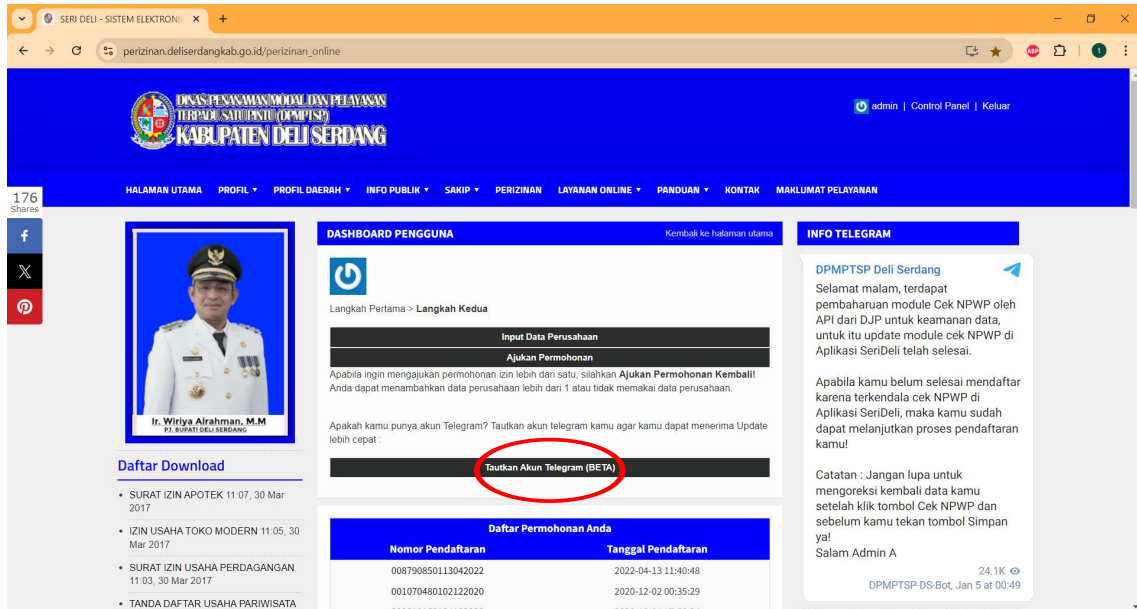 SERI DELI - SISTEM ELEKTRONI
perizinan.deliserdangkab.go.id/perizinan_online
ABP
t
DINAS PENANAMAN MODAL DAN PELAYANAN
TERPADU SATU PINTU (DPMPTSP)
KABUPATEN DELI SERDANG
admin | Control Panel | Keluar
HALAMAN UTAMA PROFIL PROFIL DAERAH INFO PUBLIK SAKIP PERIZINAN LAYANAN ONLINE PANDUAN KONTAK MAKLUMAT PELAYANAN
176
Shares
Ir. Wiriya Alrahman, M.M
PJ. BUPATI DELI SERDANG
Daftar Download
• SURAT IZIN APOTEK 11:07, 30 Mar
2017
• IZIN USAHA TOKO MODERN 11:05, 30
Mar 2017
• SURAT IZIN USAHA PERDAGANGAN
11:03, 30 Mar 2017
• TANDA DAFTAR USAHA PARIWISATA
DASHBOARD PENGGUNA Kembali ke halaman utama
Langkah Pertama > Langkah Kedua
Input Data Perusahaan
Ajukan Permohonan
Apabila ingin mengajukan permohonan izin lebih dari satu, silahkan Ajukan Permohonan Kembali!
Anda dapat menambahkan data perusahaan lebih dari 1 atau tidak memakai data perusahaan.
Apakah kamu punya akun Telegram? Tautkan akun telegram kamu agar kamu dapat menerima Update
lebih cepat :
Tautkan Akun Telegram (BETA)
Daftar Permohonan Anda
Nomor Pendaftaran Tanggal Pendaftaran
008790850113042022 2022-04-13 11:40:48
001070480102122020 2020-12-02 00:35:29
INFO TELEGRAM
DPMPTSP Deli Serdang
Selamat malam, terdapat
pembaharuan module Cek NPWP oleh
API dari DJP untuk keamanan data,
untuk itu update module cek NPWP di
Aplikasi SeriDeli telah selesai.
Apabila kamu belum selesai mendaftar
karena terkendala cek NPWP di
Aplikasi SeriDeli, maka kamu sudah
dapat melanjutkan proses pendaftaran
kamu!
Catatan : Jangan lupa untuk
mengoreksi kembali data kamu
setelah klik tombol Cek NPWP dan
sebelum kamu tekan tombol Simpan
ya!
Salam Admin A
24.1K
DPMPTSP-DS-Bot, Jan 5 at 00:49